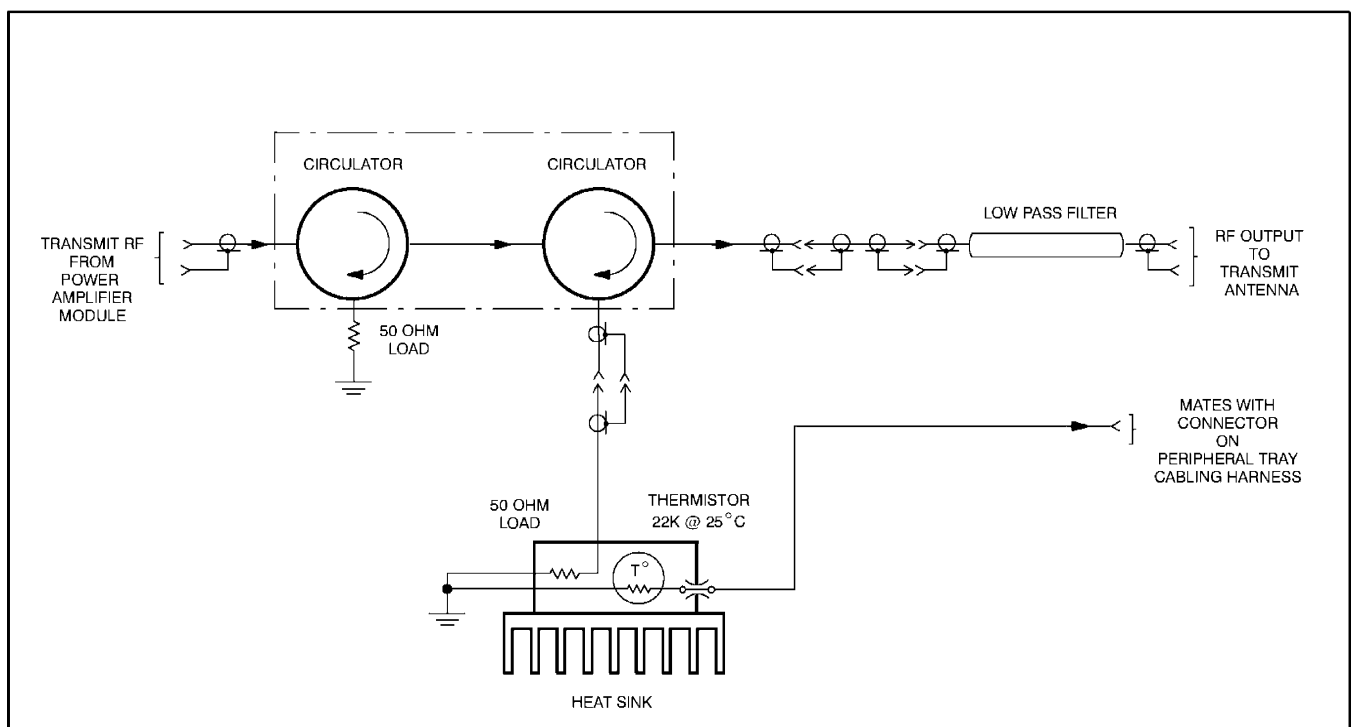 CIRCULATOR
CIRCULATOR
TRANSMIT RF
FROM
POWER
AMPLIFIER
MODULE
LOW PASS FILTER
RF OUTPUT
TO
TRANSMIT
ANTENNA
50 OHM
LOAD
MATES WITH
CONNECTOR
ON
PERIPHERAL TRAY
CABLING HARNESS
50 OHM
LOAD
THERMISTOR
22K @ 25°C
T°
HEAT SINK